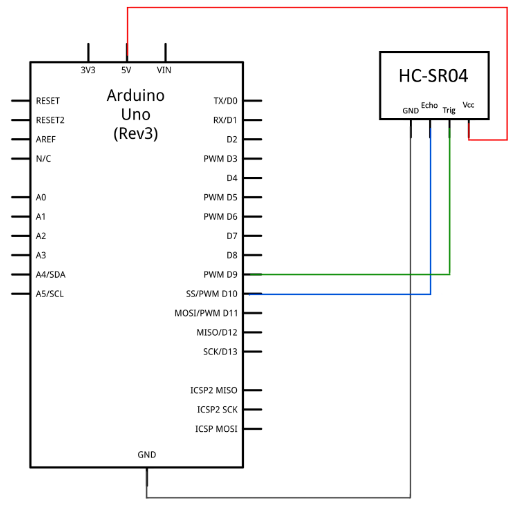 3V3 5V VIN
Arduino
Uno
(Rev3)
RESET
RESET2
AREF
N/C
A0
A1
A2
A3
A4/SDA
A5/SCL
TX/D0
RX/D1
D2
PWM D3
D4
PWM D5
PWM D6
D7
D8
PWM D9
SS/PWM D10
MOSI/PWM D11
MISO/D12
SCK/D13
ICSP2 MISO
ICSP2 SCK
ICSP MOSI
GND
HC-SR04
GND Echo Trig Vcc